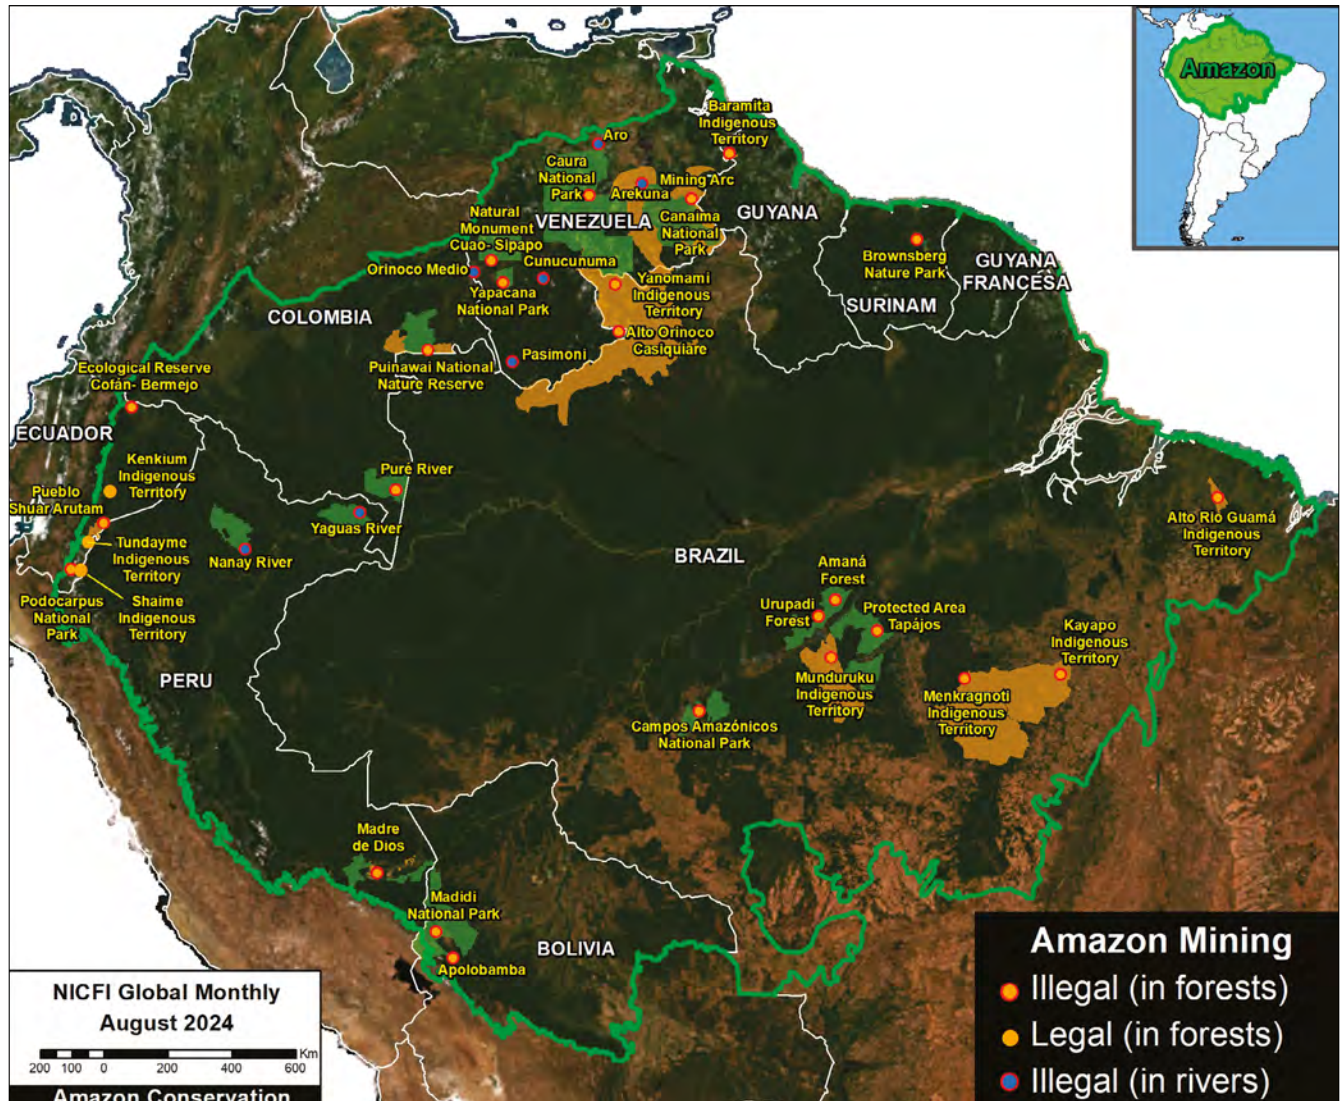 Amazon
Baramita
Indigenous
Territory
Aro
Caura
National
Park
Arekuna
Mining Arc
Canaima
National
Park
VENEZUELA
GUYANA
Natural
Monument
Cuao- Sipapo
Orinoco Medio
Cunucunuma
Yapacana
National Park
Yanomami
Indigenous
Territory
Alto Orinoco
Casiquiare
Brownsberg
Nature Park
SURINAM
GUYANA
FRANCESA
COLOMBIA
Puinawai National
Nature Reserve
Pasimoni
Ecological Reserve
Cofán- Bermejo
ECUADOR
Kenkium
Indigenous
Territory
Pueblo
Shuar Arutam
Tundayme
Indigenous
Territory
Podocarpus
National
Park
Shaime
Indigenous
Territory
Puré River
Yaguas River
Nanay River
PERU
BRAZIL
Alto Rio Guamá
Indigenous
Territory
Amaná
Forest
Urupadi
Forest
Protected Area
Tapájos
Kayapo
Indigenous
Territory
Munduruku
Indigenous
Territory
Menkragnoti
Indigenous
Territory
Campos Amazónicos
National Park
Madre
de Dios
Madidi
National Park
Apolobamba
BOLIVIA
NICFI Global Monthly
August 2024
Km
200 100 0 200 400 600
Amazon Conservation
Amazon Mining
Illegal (in forests)
Legal (in forests)
Illegal (in rivers)